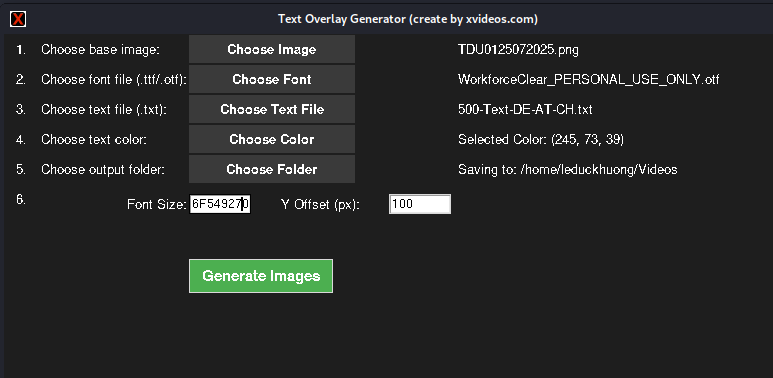 X Text Overlay Generator (create by xvideos.com)
1. Choose base image: Choose Image TDU0125072025.png
2. Choose font file (.ttf/.otf): Choose Font WorkforceClear_PERSONAL_USE_ONLY.otf
3. Choose text file (.txt): Choose Text File 500-Text-DE-AT-CH.txt
4. Choose text color: Choose Color Selected Color: (245, 73, 39)
5. Choose output folder: Choose Folder Saving to: /home/leduckhuong/Videos
6. Font Size: 6F549270 Y Offset (px): 100
Generate Images